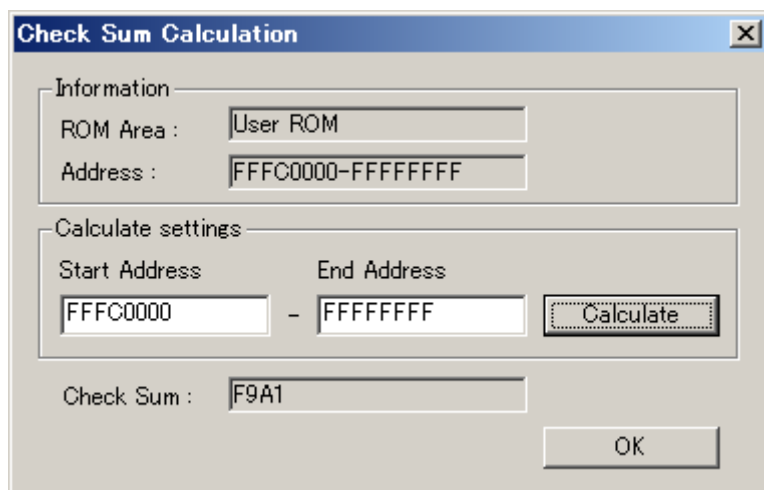 Check Sum Calculation
Information
ROM Area : User ROM
Address : FFFC0000-FFFFFFFF
Calculate settings
Start Address End Address
FFFC0000 - FFFFFFFF Calculate
Check Sum : F9A1
OK